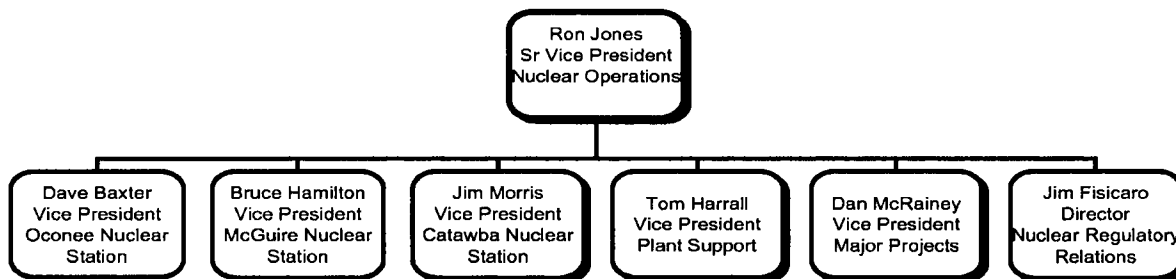 Ron Jones
Sr Vice President
Nuclear Operations
Dave Baxter
Vice President
Oconee Nuclear
Station
Bruce Hamilton
Vice President
McGuire Nuclear
Station
Jim Morris
Vice President
Catawba Nuclear
Station
Tom Harrall
Vice President
Plant Support
Dan McRainey
Vice President
Major Projects
Jim Fisicaro
Director
Nuclear Regulatory
Relations